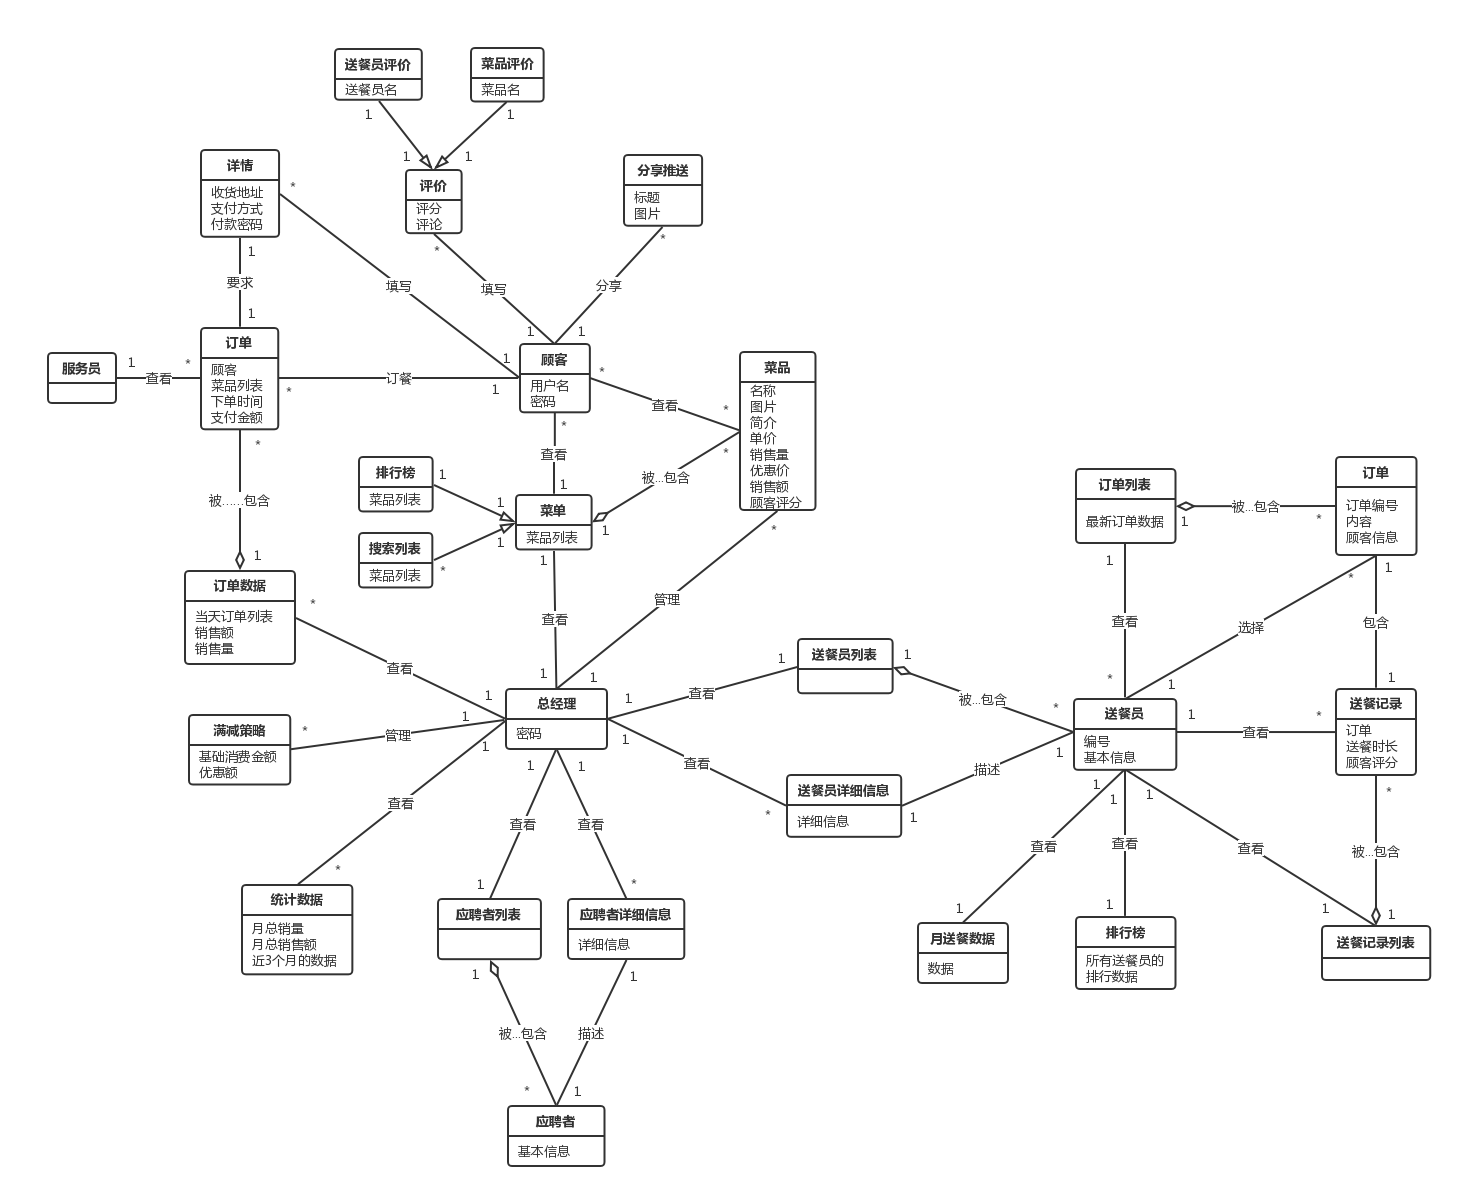 送餐员评价
送餐员名
菜品评价
菜品名
1
1
1
1
详情
收货地址
支付方式
付款密码
*
评价
评分
评论
*
分享推送
标题
图片
*
1
要求
1
填写
填写
分享
1
1
1
1
服务员
1
查看
*
订单
顾客
菜品列表
下单时间
支付金额
*
订餐
1
顾客
用户名
密码
*
查看
*
菜品
名称
图片
简介
单价
销售量
优惠价
销售额
顾客评分
*
*
查看
1
*
被...包含
1
排行榜
菜品列表
1
1
搜索列表
菜品列表
*
1
菜单
菜品列表
1
查看
1
*
管理
1
*
被……包含
1
订单数据
当天订单列表
销售额
销售量
*
查看
1
总经理
密码
满减策略
基础消费金额
优惠额
*
管理
1
1
查看
*
统计数据
月总销量
月总销售额
近3个月的数据
1
查看
1
送餐员列表
1
被...包含
*
1
查看
*
送餐员详细信息
详细信息
1
描述
1
1
查看
1
1
查看
*
应聘者列表
应聘者详细信息
详细信息
1
被...包含
*
1
描述
1
应聘者
基本信息
订单列表
最新订单数据
1
被...包含
*
订单
订单编号
内容
顾客信息
1
查看
*
*
选择
1
1
包含
1
送餐员
编号
基本信息
1
查看
*
送餐记录
订单
送餐时长
顾客评分
1
查看
1
1
查看
1
1
查看
1
*
被...包含
1
月送餐数据
数据
排行榜
所有送餐员的
排行数据
送餐记录列表